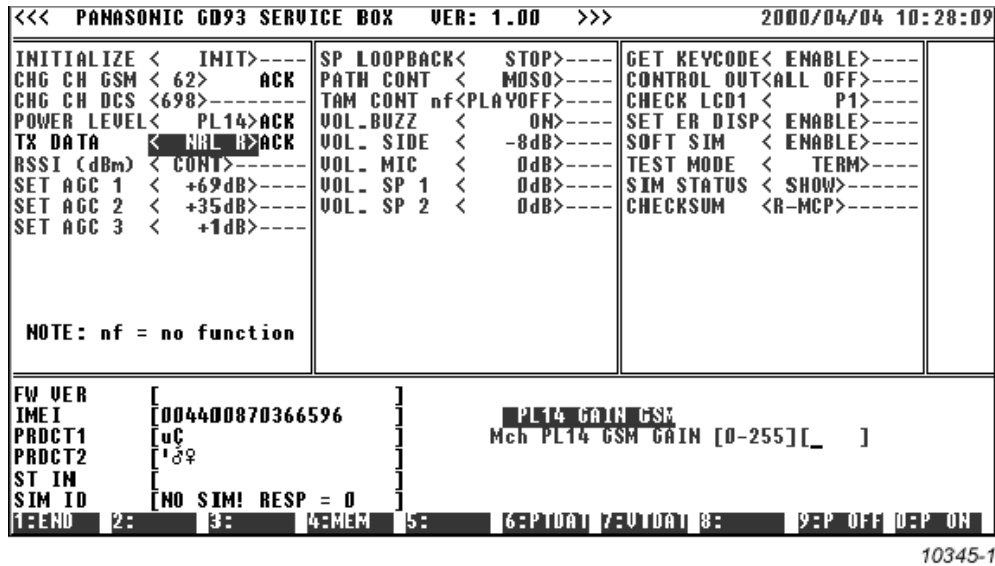 <<< PANASONIC GD93 SERVICE BOX VER: 1.00 >>> 2000/04/04 10:28:09
INITIALIZE < INIT>----
CHG CH GSM < 62> ACK
CHG CH DCS <698>---------
POWER LEVEL< PL14>ACK
TX DATA < NRL R>ACK
RSSI (dBm) < CONT>------
SET AGC 1 < +69dB>----
SET AGC 2 < +35dB>----
SET AGC 3 < +1dB>----
NOTE: nf = no function
SP LOOPBACK< STOP>----
PATH CONT < MOSO>----
TAM CONT nf<PLAYOFF>----
VOL_BUZZ < ON>----
VOL_ SIDE < -8dB>----
VOL_ MIC < 0dB>----
VOL_ SP 1 < 0dB>----
VOL_ SP 2 < 0dB>----
GET KEYCODE< ENABLE>----
CONTROL OUT<ALL OFF>----
CHECK LCD1 < P1>----
SET ER DISP< ENABLE>----
SOFT SIM < ENABLE>----
TEST MODE < TERM>----
SIM STATUS < SHOW>------
CHECKSUM <R-MCP>------
FW VER [ ]
IMEI [004400870366596 ]
PRDCT1 [uÇ ]
PRDCT2 ['♂♀ ]
ST IN [ ]
SIM ID [NO SIM! RESP = 0 ]
PL14 GAIN GSM
Mch PL14 GSM GAIN [0-255][_ ]
1:END 2: 3: 4:MEM 5: 6:PTDAT 7:VTDAT 8: 9:P OFF 0:P ON
10345-1